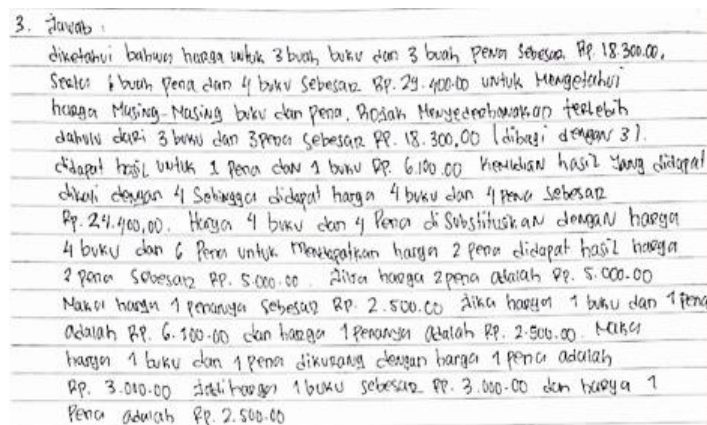 3. Jawab :
diketahui bahwa harga untuk 3 buah buku dan 3 buah pena sebesar Rp. 18.300.00,
Serta 6 buah pena dan 4 buku sebesar Rp. 29.400.00 untuk Mengetahui
harga Masing-Masing buku dan pena, Rojak Menyederhanakan terlebih
dahulu dari 3 buku dan 3 pena sebesar Rp. 18.300,00 (dibagi dengan 3).
didapat hasil untuk 1 pena dan 1 buku Rp. 6.100.00 Kemudian hasil Yang didapat
dikali dengan 4 Sehingga didapat harga 4 buku dan 4 pena sebesar
Rp. 24.400,00. Harga 4 buku dan 4 Pena di Substitusikan dengan harga
4 buku dan 6 Pena untuk Mendapatkan harga 2 pena didapat hasil harga
2 pena Sebesar Rp. 5.000.00. Jika harga 2 pena adalah Rp. 5.000.00
Maka harga 1 penanya Sebesar Rp. 2.500.00 Jika harga 1 buku dan 1 Pena
adalah Rp. 6.100.00 dan harga 1 Penanya adalah Rp. 2.500.00. Maka
harga 1 buku dan 1 pena dikurang dengan harga 1 pena adalah
Rp. 3.000.00 Jadi harga 1 buku sebesar Rp. 3.000.00 dan harga 1
Pena adalah Rp. 2.500.00